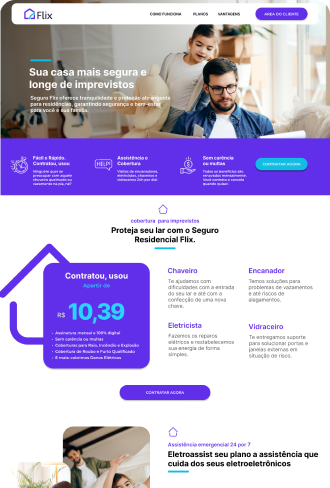 Flix
COMO FUNCIONA
PLANOS
VANTAGENS
ÁREA DO CLIENTE
Sua casa mais segura e
longe de imprevistos
Seguro Flix oferece tranquilidade e proteção abrangente
para residências, garantindo segurança e bem-estar
para você e sua família.
Fácil e Rápido.
Contratou, usou
Ninguém quer se
preocupar com aquele
chuveiro queimado ou
vazamento na pia, né?
HELP!
Assistência e
Cobertura
Visitas de encanadores,
eletricistas, chaveiros e
vidraceiros 24h por dia!
Sem carência
ou multas
Todos os benefícios são
renovados mensalmente.
Você contrata e cancela
quando quiser.
CONTRATAR AGORA
cobertura para imprevistos
Proteja seu lar com o Seguro
Residencial Flix.
Contratou, usou
Apartir de
R$ 10,39
Assinatura mensal e 100% digital
Sem carência ou multas
Coberturas para Raio, Incêndio e Explosão
Cobertura de Roubo e Furto Qualificado
E mais: cobrimos Danos Elétricos
Chaveiro
Te ajudamos com
dificuldades com a entrada
do seu lar e até com a
confecção de uma nova
chave.
Encanador
Temos soluções para
problemas de vazamentos
e até riscos de
alagamentos.
Eletricista
Fazemos os reparos
elétricos e restabelecemos
sua energia de forma
simples.
Vidraceiro
Te entregamos suporte
para solucionar portas e
janelas externas em
situação de risco.
CONTRATAR AGORA
Assistência emergencial 24 por 7
Eletroassist seu plano a assistência que
cuida dos seus eletroeletrônicos